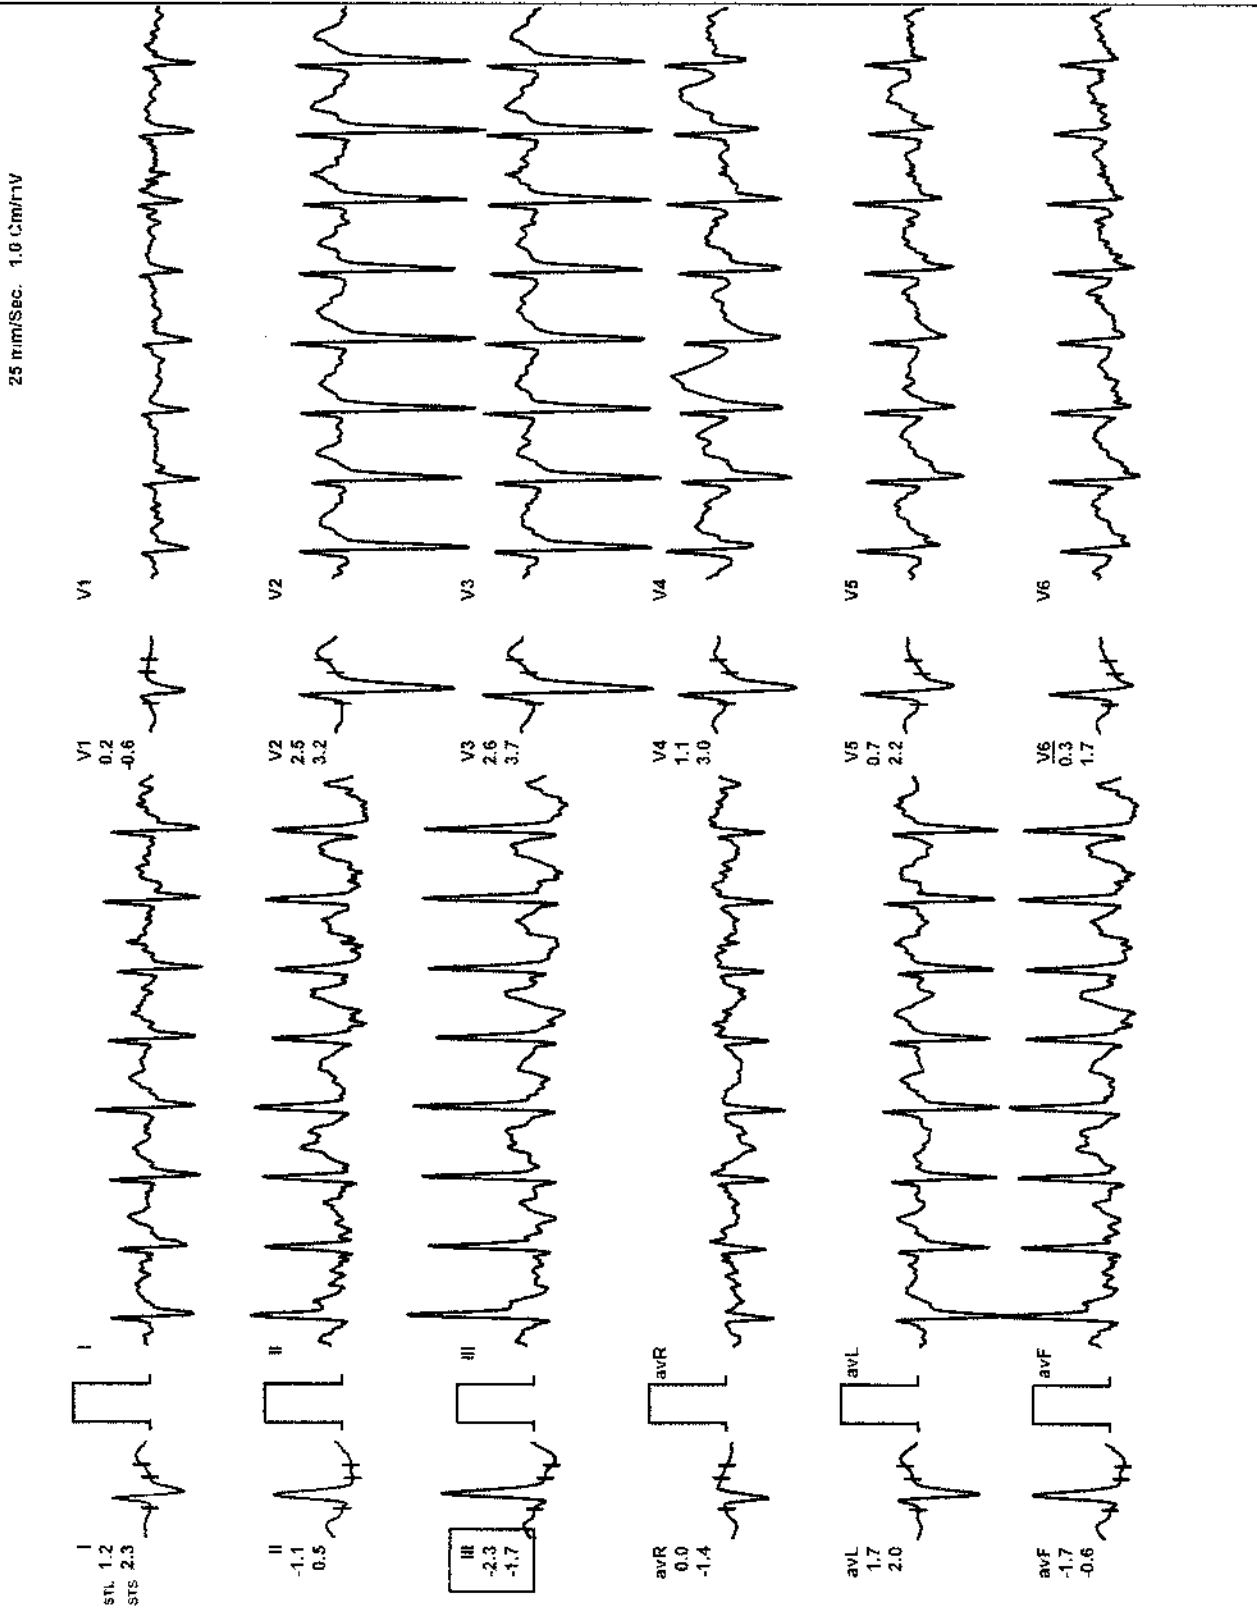 25 mm/Sec. 1.0 Cm/mV
I
STL 1.2
STS 2.3
I
V1
0.2
-0.6
V1
II
-1.1
0.5
II
V2
2.5
3.2
V2
III
-2.3
-1.7
III
V3
2.6
3.7
V3
avR
0.0
-1.4
avR
V4
1.1
3.0
V4
avL
1.7
2.0
avL
V5
0.7
2.2
V5
avF
-1.7
-0.6
avF
V6
0.3
1.7
V6